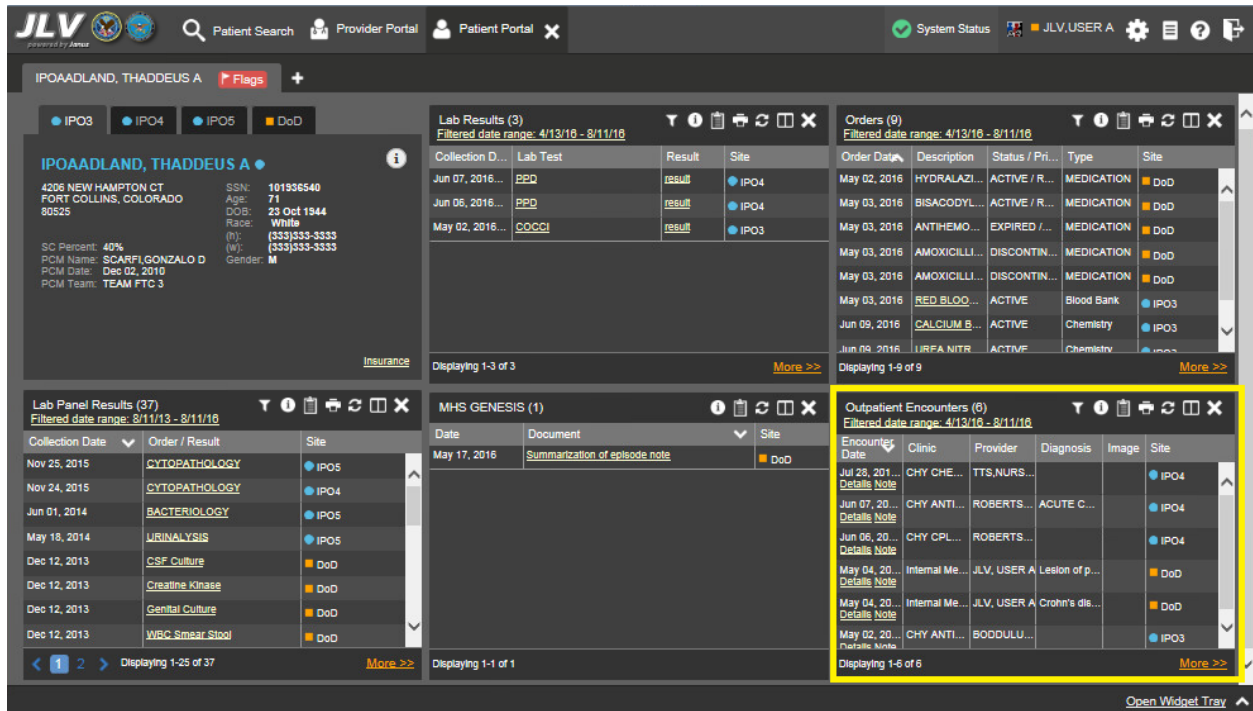 JLV Patient Search Provider Portal Patient Portal System Status JLV,USER A
powered by Janus
IPOAADLAND, THADDEUS A Flags +
IPO3 IPO4 IPO5 DoD
IPOAADLAND, THADDEUS A
4206 NEW HAMPTON CT
FORT COLLINS, COLORADO
80525
SSN: 101936540
Age: 71
DOB: 23 Oct 1944
Race: White
(h): (333)333-3333
(w): (333)333-3333
Gender: M
SC Percent: 40%
PCM Name: SCARFI,GONZALO D
PCM Date: Dec 02, 2010
PCM Team: TEAM FTC 3
Insurance
Lab Results (3)
Filtered date range: 4/13/16 - 8/11/16
Collection D... Lab Test Result Site
Jun 07, 2016... PPD result IPO4
Jun 06, 2016... PPD result IPO4
May 02, 2016... COCCI result IPO3
Displaying 1-3 of 3 More >>
Orders (9)
Filtered date range: 4/13/16 - 8/11/16
Order Date Description Status / Pri... Type Site
May 02, 2016 HYDRALAZI... ACTIVE / R... MEDICATION DoD
May 03, 2016 BISACODYL... ACTIVE / R... MEDICATION DoD
May 03, 2016 ANTIHEMO... EXPIRED /... MEDICATION DoD
May 03, 2016 AMOXICILLI... DISCONTIN... MEDICATION DoD
May 03, 2016 AMOXICILLI... DISCONTIN... MEDICATION DoD
May 03, 2016 RED BLOO... ACTIVE Blood Bank IPO3
Jun 09, 2016 CALCIUM B... ACTIVE Chemistry IPO3
Jun 09, 2016 UREA NITR... ACTIVE Chemistry IPO3
Displaying 1-9 of 9 More >>
Lab Panel Results (37)
Filtered date range: 8/11/13 - 8/11/16
Collection Date Order / Result Site
Nov 25, 2015 CYTOPATHOLOGY IPO5
Nov 24, 2015 CYTOPATHOLOGY IPO4
Jun 01, 2014 BACTERIOLOGY IPO5
May 18, 2014 URINALYSIS IPO5
Dec 12, 2013 CSF Culture DoD
Dec 12, 2013 Creatine Kinase DoD
Dec 12, 2013 Genital Culture DoD
Dec 12, 2013 WBC Smear Stool DoD
1 2 Displaying 1-25 of 37 More >>
MHS GENESIS (1)
Date Document Site
May 17, 2016 Summarization of episode note DoD
Displaying 1-1 of 1
Outpatient Encounters (6)
Filtered date range: 4/13/16 - 8/11/16
Encounter Date Clinic Provider Diagnosis Image Site
Jul 28, 201... CHY CHE... TTS,NURS... IPO4
Details Note
Jun 07, 20... CHY ANTI... ROBERTS... ACUTE C... IPO4
Details Note
Jun 06, 20... CHY CPL... ROBERTS... IPO4
Details Note
May 04, 20... Internal Me... JLV, USER A Lesion of p... DoD
Details Note
May 04, 20... Internal Me... JLV, USER A Crohn's dis... DoD
Details Note
May 02, 20... CHY ANTI... BODDULU... IPO3
Details Note
Displaying 1-6 of 6 More >>
Open Widget Tray